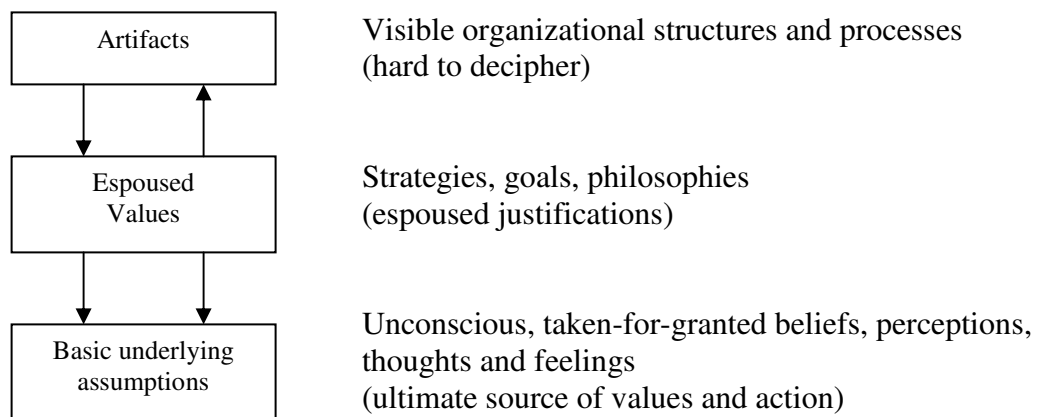 Artifacts
Visible organizational structures and processes
(hard to decipher)
Espoused
Values
Strategies, goals, philosophies
(espoused justifications)
Basic underlying
assumptions
Unconscious, taken-for-granted beliefs, perceptions,
thoughts and feelings
(ultimate source of values and action)